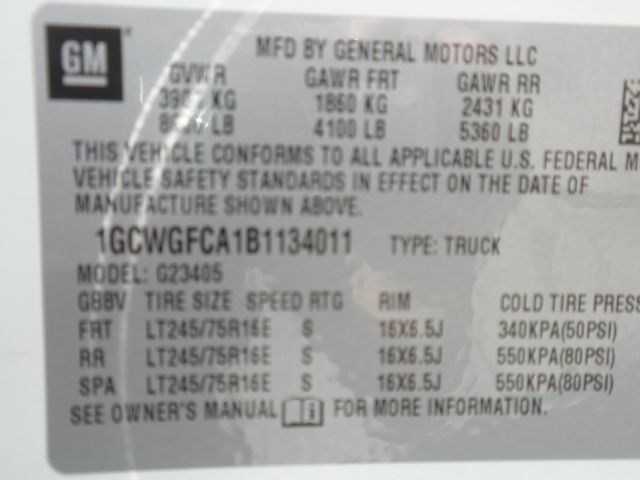 GM
MFD BY GENERAL MOTORS LLC
GVWR GAWR FRT GAWR RR
KG 1860 KG 2431 KG
LB 4100 LB 5360 LB
THIS VEHICLE CONFORMS TO ALL APPLICABLE U.S. FEDERAL M
VEHICLE SAFETY STANDARDS IN EFFECT ON THE DATE OF
MANUFACTURE SHOWN ABOVE.
1GCWGFCA1B1134011 TYPE: TRUCK
MODEL: G23405
GBBV TIRE SIZE SPEED RTG RIM COLD TIRE PRESS
FRT LT245/75R16E S 16X6.5J 340KPA(50PSI)
RR LT245/75R16E S 16X6.5J 550KPA(80PSI)
SPA LT245/75R16E S 16X6.5J 550KPA(80PSI)
SEE OWNER'S MANUAL i FOR MORE INFORMATION.